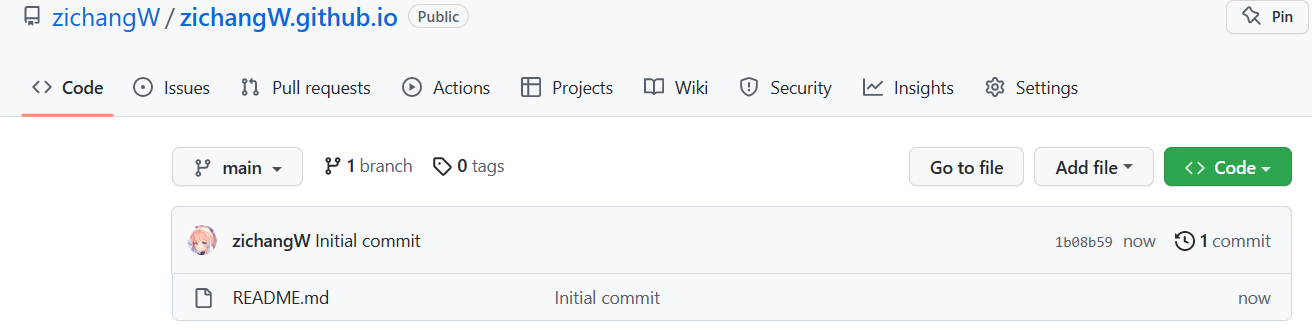 zichangW / zichangW.github.io Public Pin
Code Issues Pull requests Actions Projects Wiki Security Insights Settings
main 1 branch 0 tags Go to file Add file Code
zichangW Initial commit 1b08b59 now 1 commit
README.md Initial commit now